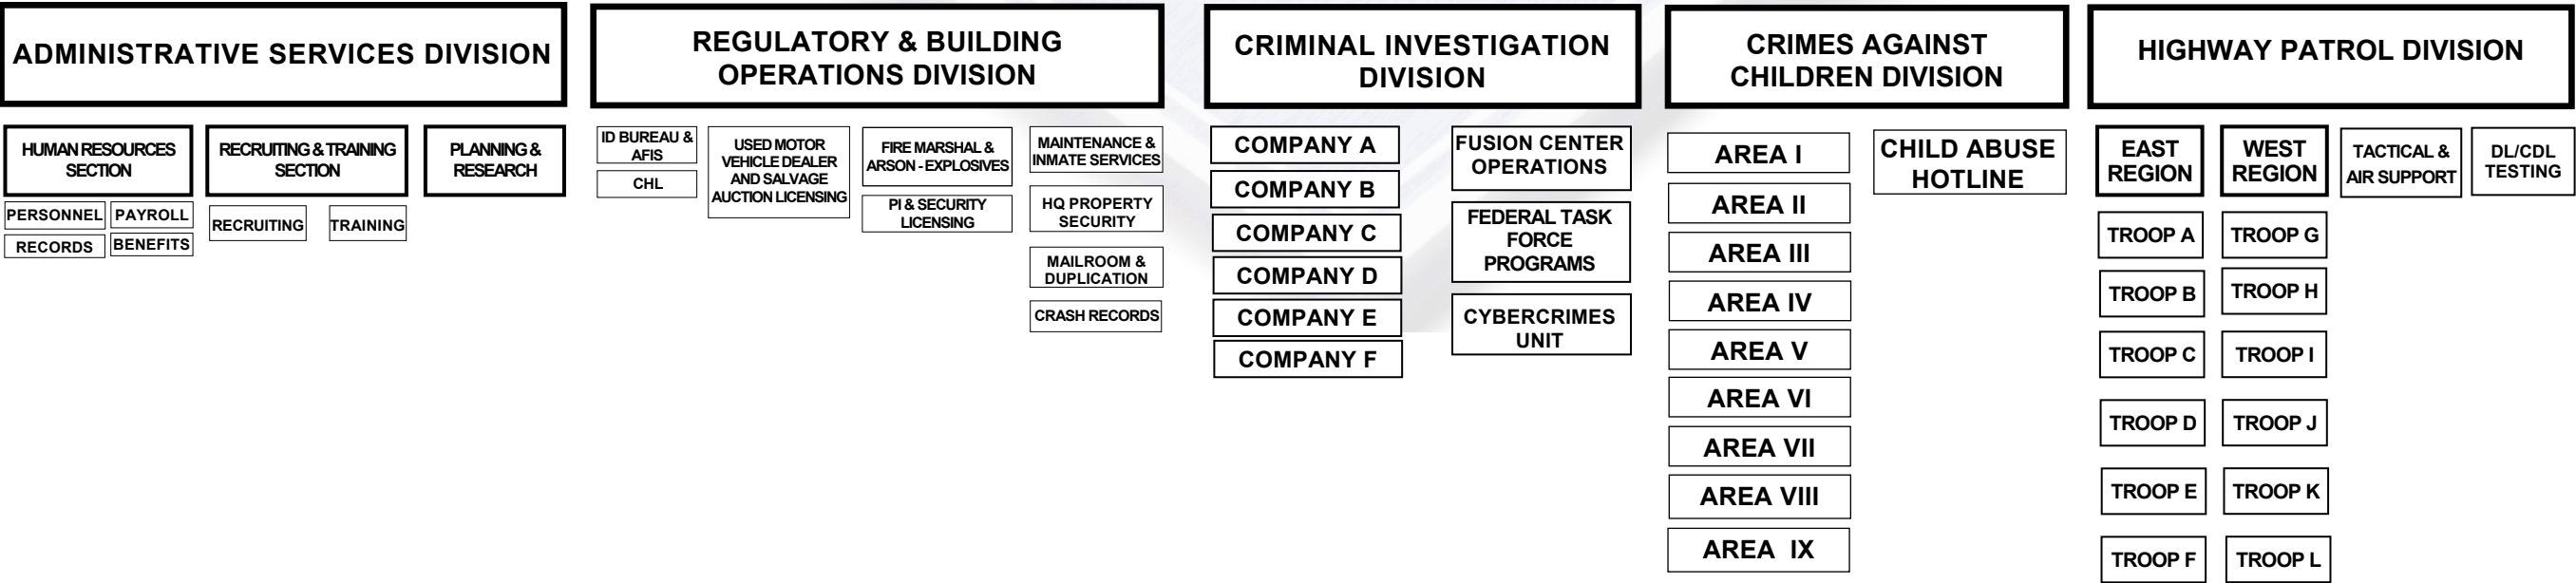 ADMINISTRATIVE SERVICES DIVISION
HUMAN RESOURCES
SECTION
PERSONNEL
PAYROLL
RECORDS
BENEFITS
RECRUITING & TRAINING
SECTION
RECRUITING
TRAINING
PLANNING &
RESEARCH
REGULATORY & BUILDING
OPERATIONS DIVISION
ID BUREAU &
AFIS
CHL
USED MOTOR
VEHICLE DEALER
AND SALVAGE
AUCTION LICENSING
FIRE MARSHAL &
ARSON - EXPLOSIVES
PI & SECURITY
LICENSING
MAINTENANCE &
INMATE SERVICES
HQ PROPERTY
SECURITY
MAILROOM &
DUPLICATION
CRASH RECORDS
CRIMINAL INVESTIGATION
DIVISION
COMPANY A
COMPANY B
COMPANY C
COMPANY D
COMPANY E
COMPANY F
FUSION CENTER
OPERATIONS
FEDERAL TASK
FORCE
PROGRAMS
CYBERCRIMES
UNIT
CRIMES AGAINST
CHILDREN DIVISION
AREA I
AREA II
AREA III
AREA IV
AREA V
AREA VI
AREA VII
AREA VIII
AREA IX
CHILD ABUSE
HOTLINE
HIGHWAY PATROL DIVISION
EAST
REGION
TROOP A
TROOP B
TROOP C
TROOP D
TROOP E
TROOP F
WEST
REGION
TROOP G
TROOP H
TROOP I
TROOP J
TROOP K
TROOP L
TACTICAL &
AIR SUPPORT
DL/CDL
TESTING